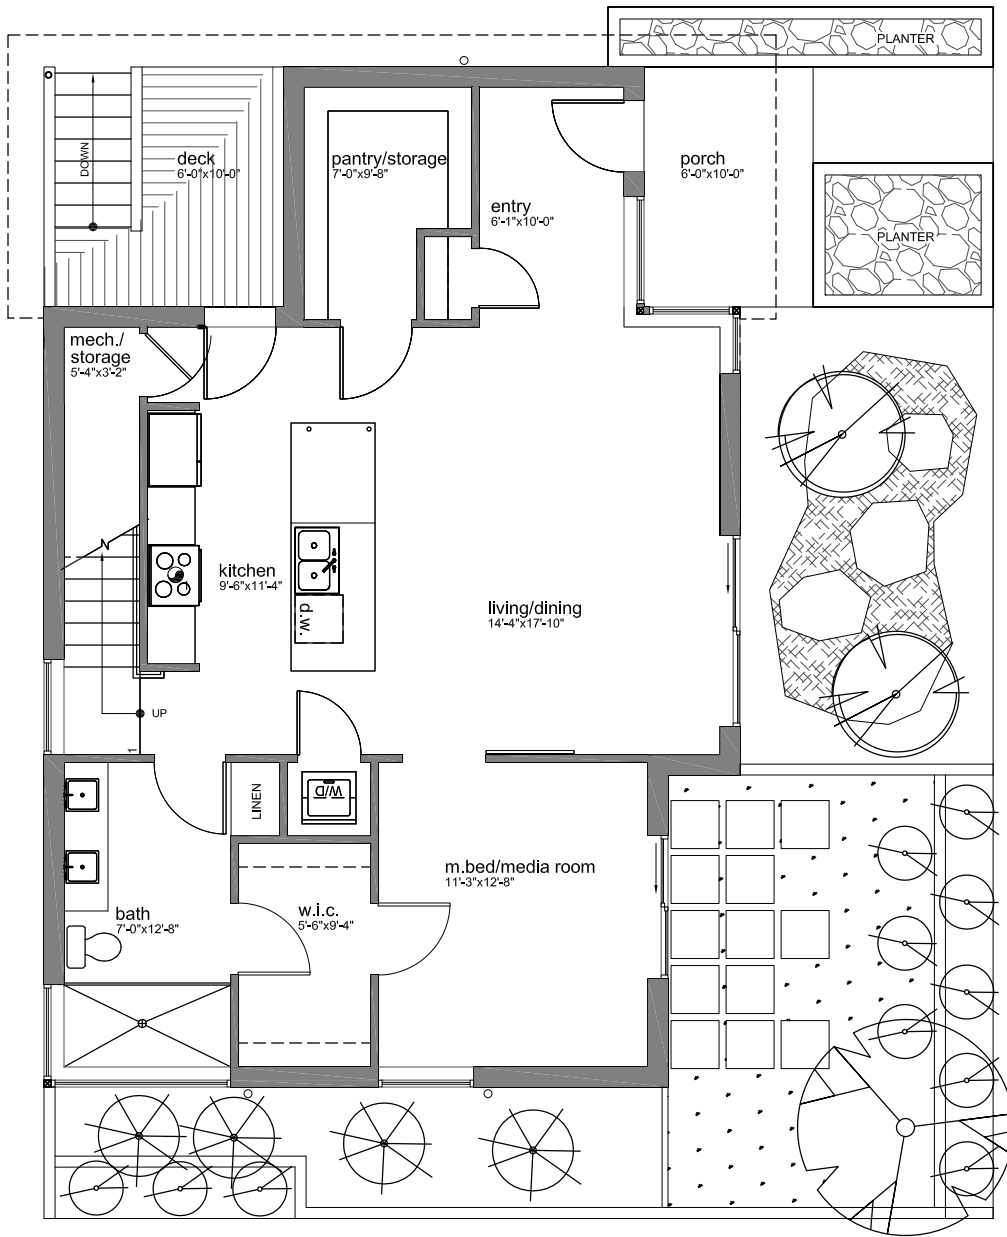 PLANTER
DOWN
deck
6'-0"x10'-0"
pantry/storage
7'-0"x9'-8"
entry
6'-1"x10'-0"
porch
6'-0"x10'-0"
PLANTER
mech./
storage
5'-4"x3'-2"
kitchen
9'-6"x11'-4"
d.w.
living/dining
14'-4"x17'-10"
UP
1
LINEN
W/D
m.bed/media room
11'-3"x12'-8"
bath
7'-0"x12'-8"
w.i.c.
5'-6"x9'-4"